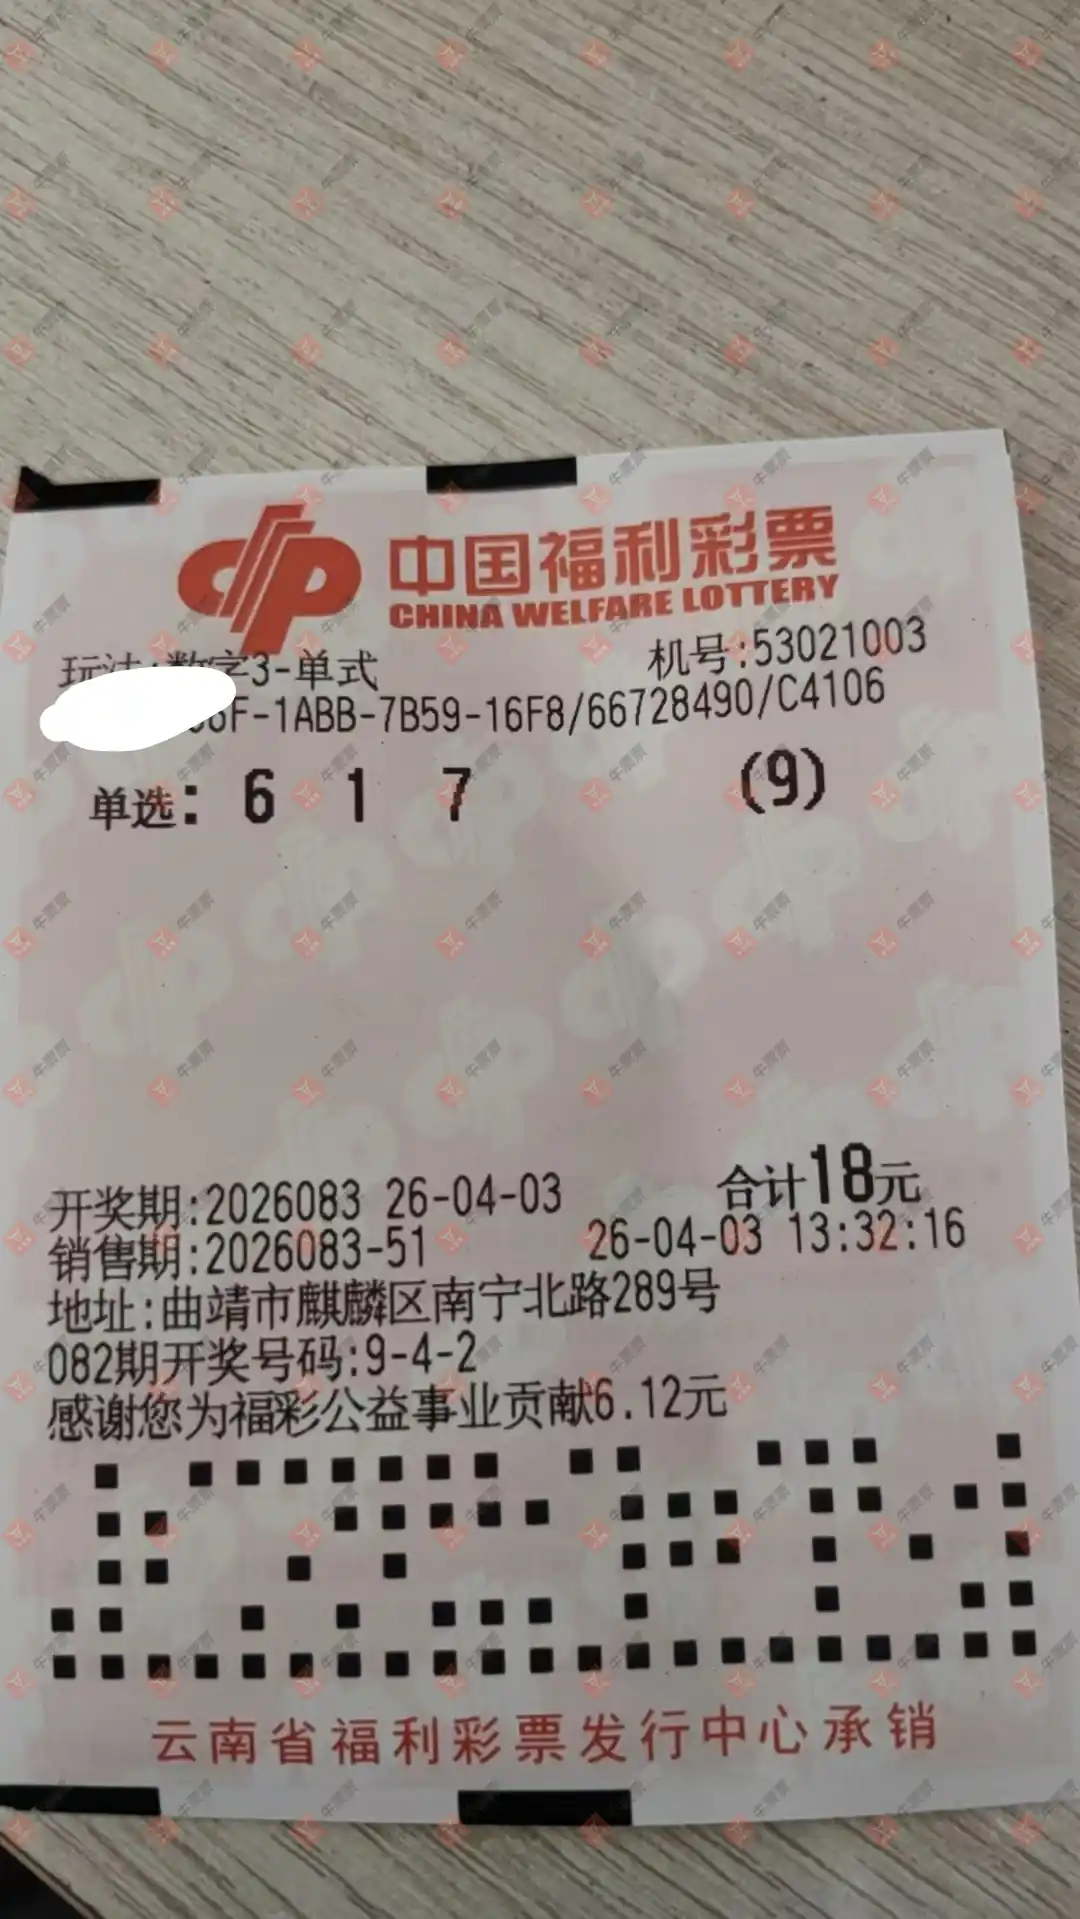 中国福利彩票
CHINA WELFARE LOTTERY
玩法:数字3-单式 机号:53021003
6F-1ABB-7B59-16F8/66728490/C4106
单选: 6 1 7 (9)
开奖期:2026083 26-04-03 合计18元
销售期:2026083-51 26-04-03 13:32:16
地址:曲靖市麒麟区南宁北路289号
082期开奖号码:9-4-2
感谢您为福彩公益事业贡献6.12元
云南省福利彩票发行中心承销
牛票票